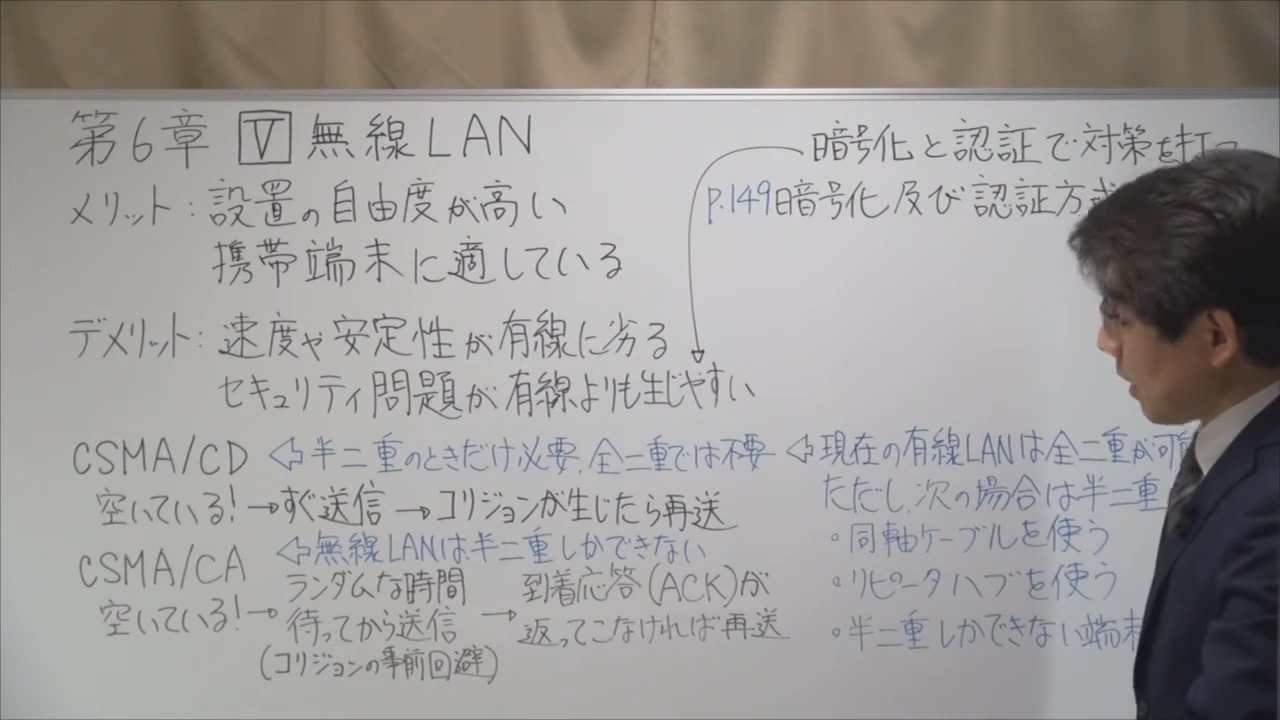 第6章 V 無線LAN
メリット：設置の自由度が高い
携帯端末に適している
デメリット：速度や安定性が有線に劣る
セキュリティ問題が有線よりも生じやすい
暗号化と認証で対策を打
p.149暗号化及び認証方式
CSMA/CD ⇦半二重のときだけ必要、全二重では不要
空いている!→すぐ送信→コリジョンが生じたら再送
CSMA/CA ⇦無線LANは半二重しかできない
空いている!→ランダムな時間
待ってから送信
(コリジョンの事前回避)
→到着応答(ACK)が
返ってこなければ再送
⇦現在の有線LANは全二重が可能
ただし、次の場合は半二重
・同軸ケーブルを使う
・リピータハブを使う
・半二重しかできない端末